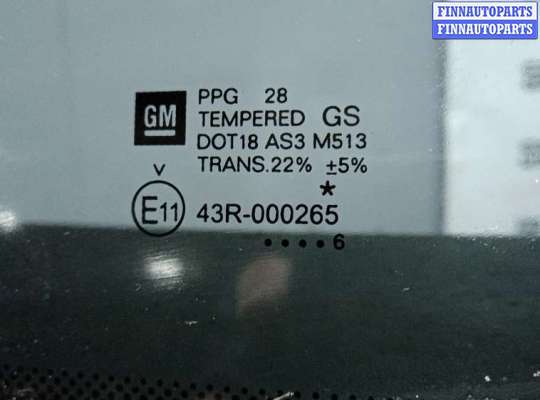 FINNAUTOPARTS
FINNAUTOPARTS
GM
PPG 28
TEMPERED GS
DOT18 AS3 M513
TRANS.22% ±5%
V
*
E11 43R-000265
••••6